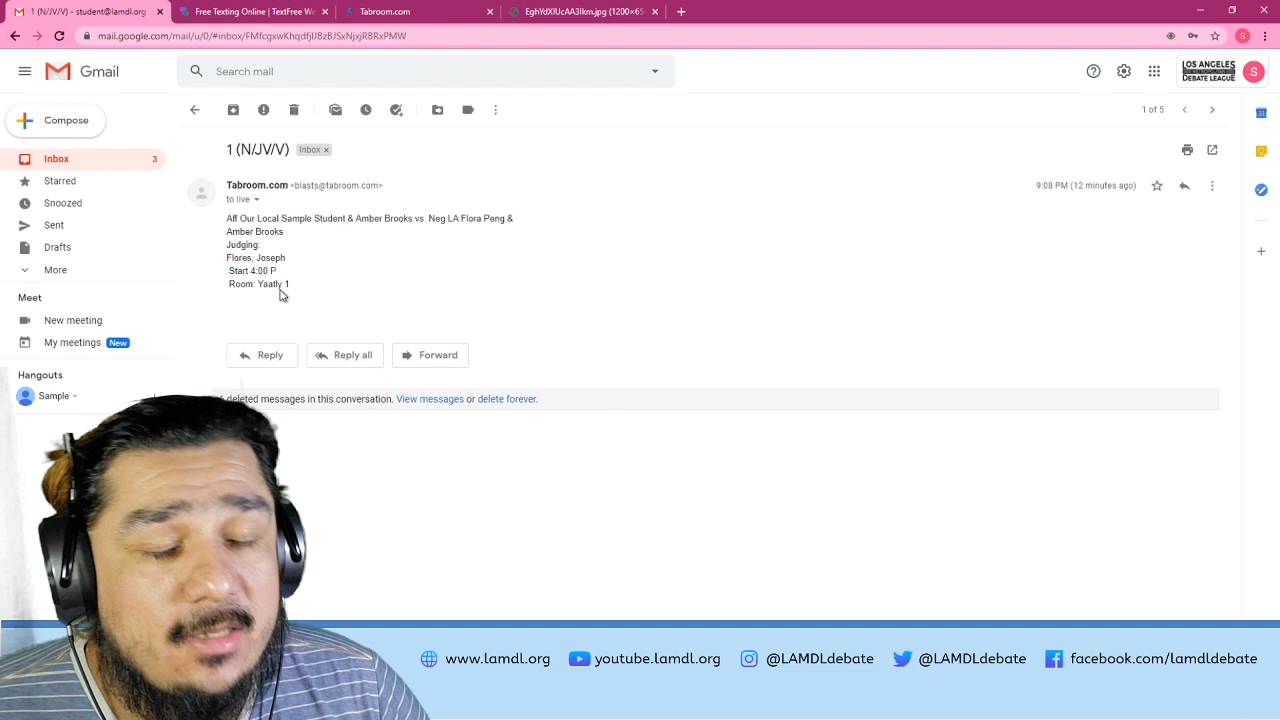 1 (N/JV/V) - student@lamdl.org
Free Texting Online | TextFree We
Tabroom.com
EghYdXlUcAA3lkm.jpg (1200×65
mail.google.com/mail/u/0/#inbox/FMfcgxwKhqdfjlJBzBJSxNjxjRBRxPMW
S
Gmail
Search mail
LOS ANGELES
METROPOLITAN
DEBATE LEAGUE
S
Compose
1 of 5
Inbox 3
Starred
Snoozed
Sent
Drafts
More
Meet
New meeting
My meetings New
Hangouts
Sample
1 (N/JV/V) Inbox ×
Tabroom.com <blasts@tabroom.com>
9:08 PM (12 minutes ago)
to live
Aff Our Local Sample Student & Amber Brooks vs. Neg LA Flora Peng &
Amber Brooks
Judging:
Flores, Joseph
Start 4:00 P
Room: Yaatly 1
Reply
Reply all
Forward
deleted messages in this conversation. View messages or delete forever.
www.lamdl.org
youtube.lamdl.org
@LAMDLdebate
@LAMDLdebate
facebook.com/lamdldebate